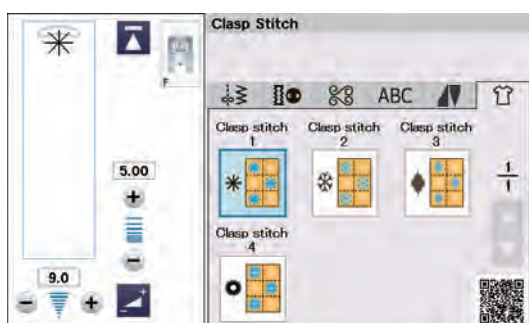 Clasp Stitch
F
ABC
Clasp stitch
1
Clasp stitch
2
Clasp stitch
3
1
1
5.00
Clasp stitch
4
9.0